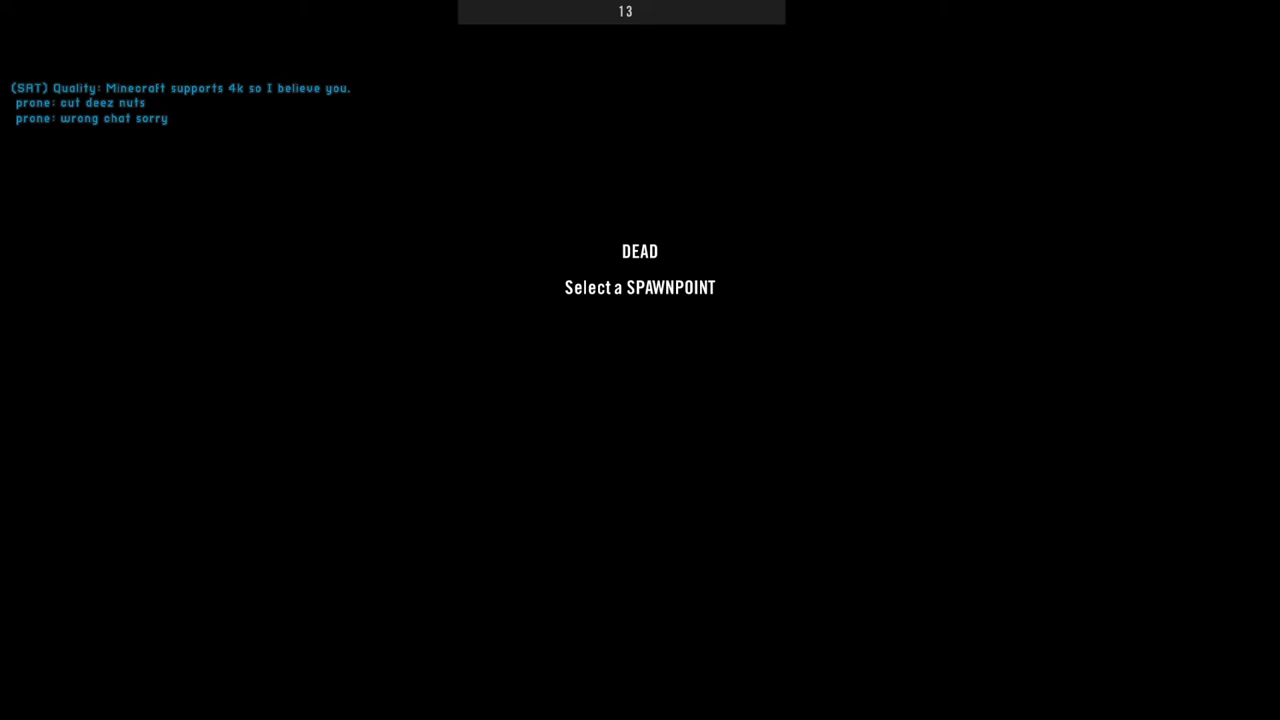 13
(SAT) Quality: Minecraft supports 4k so I believe you.
prone: cut deez nuts
prone: wrong chat sorry
DEAD
Select a SPAWNPOINT